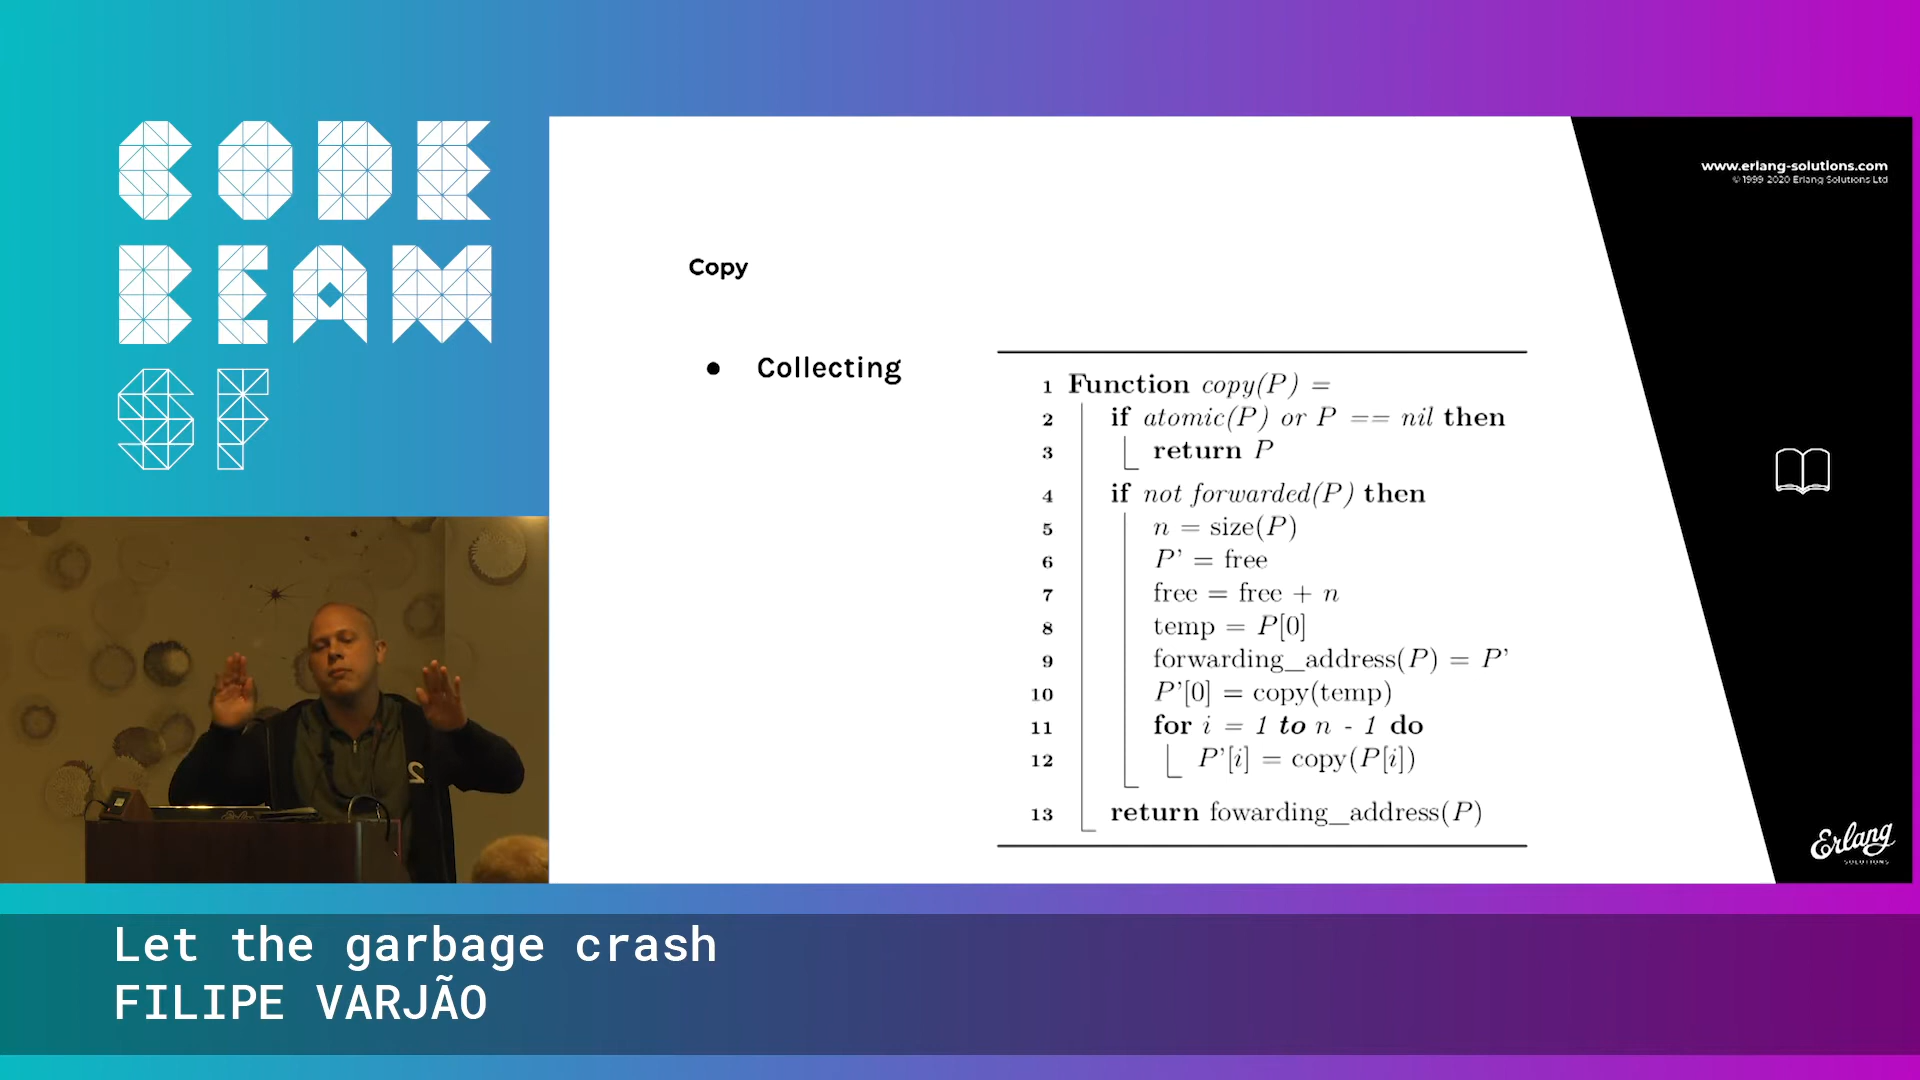 CODE
BEAM
SF
www.erlang-solutions.com
© 1999 2020 Erlang Solutions Ltd
Copy
● Collecting
1 Function copy(P) =
2 if atomic(P) or P == nil then
3 return P
4 if not forwarded(P) then
5 n = size(P)
6 P' = free
7 free = free + n
8 temp = P[0]
9 forwarding_address(P) = P'
10 P'[0] = copy(temp)
11 for i = 1 to n - 1 do
12 P'[i] = copy(P[i])
13 return fowarding_address(P)
Erlang
SOLUTIONS
2
Let the garbage crash
FILIPE VARJÃO